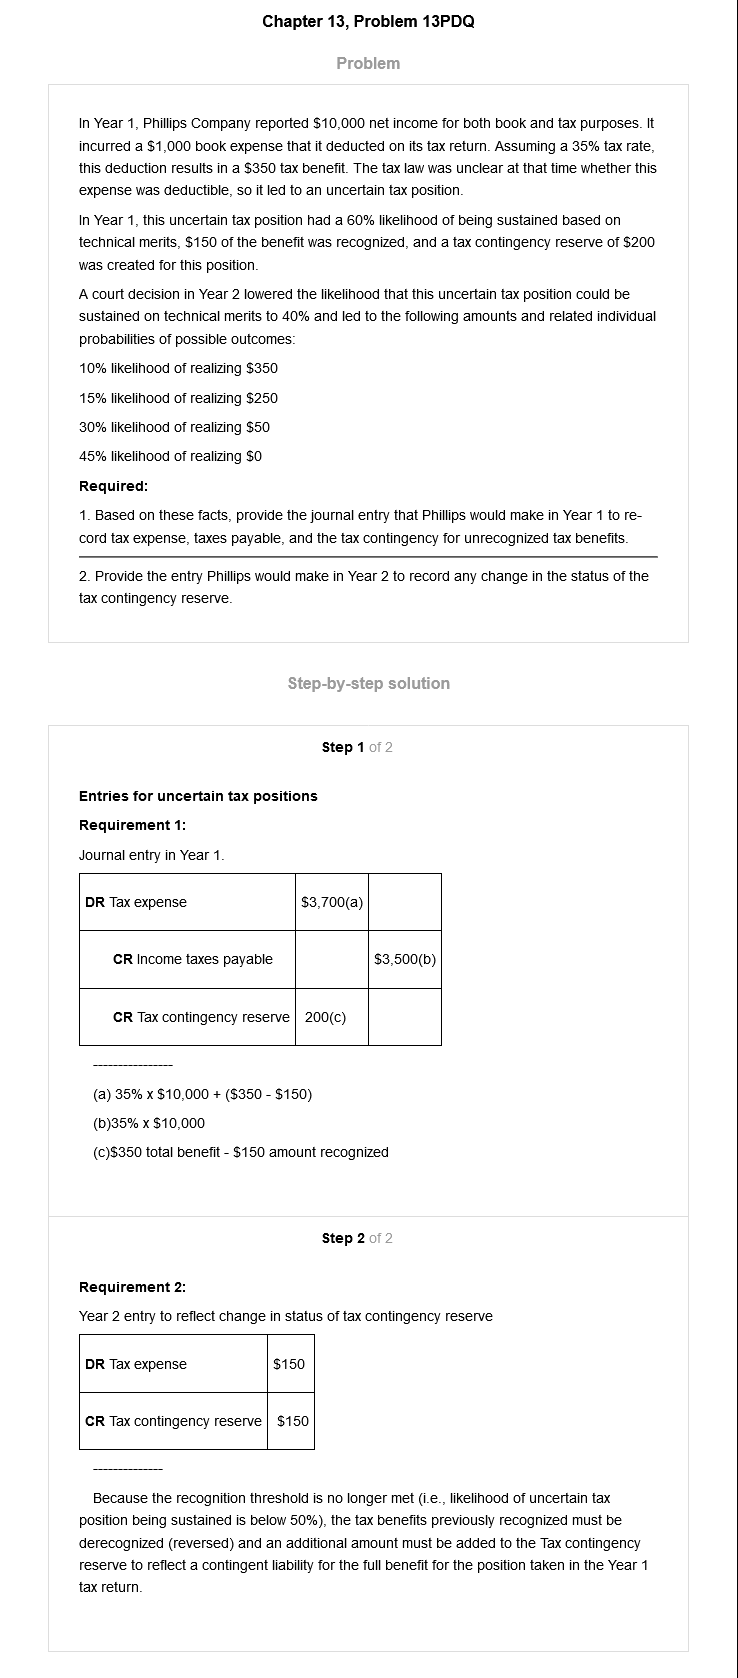 Chapter 13, Problem 13PDQ
Problem
In Year 1, Phillips Company reported $10,000 net income for both book and tax purposes. It
incurred a $1,000 book expense that it deducted on its tax return. Assuming a 35% tax rate,
this deduction results in a $350 tax benefit. The tax law was unclear at that time whether this
expense was deductible, so it led to an uncertain tax position.
In Year 1, this uncertain tax position had a 60% likelihood of being sustained based on
technical merits, $150 of the benefit was recognized, and a tax contingency reserve of $200
was created for this position.
A court decision in Year 2 lowered the likelihood that this uncertain tax position could be
sustained on technical merits to 40% and led to the following amounts and related individual
probabilities of possible outcomes:
10% likelihood of realizing $350
15% likelihood of realizing $250
30% likelihood of realizing $50
45% likelihood of realizing $0
Required:
1. Based on these facts, provide the journal entry that Phillips would make in Year 1 to re-
cord tax expense, taxes payable, and the tax contingency for unrecognized tax benefits.
2. Provide the entry Phillips would make in Year 2 to record any change in the status of the
tax contingency reserve.
Step-by-step solution
Step 1 of 2
Entries for uncertain tax positions
Requirement 1:
Journal entry in Year 1.
DR Tax expense $3,700(a)
CR Income taxes payable $3,500(b)
CR Tax contingency reserve 200(c)
----------------
(a) 35% x $10,000 + ($350 - $150)
(b)35% x $10,000
(c)$350 total benefit - $150 amount recognized
Step 2 of 2
Requirement 2:
Year 2 entry to reflect change in status of tax contingency reserve
DR Tax expense $150
CR Tax contingency reserve $150
--------------
Because the recognition threshold is no longer met (i.e., likelihood of uncertain tax
position being sustained is below 50%), the tax benefits previously recognized must be
derecognized (reversed) and an additional amount must be added to the Tax contingency
reserve to reflect a contingent liability for the full benefit for the position taken in the Year 1
tax return.